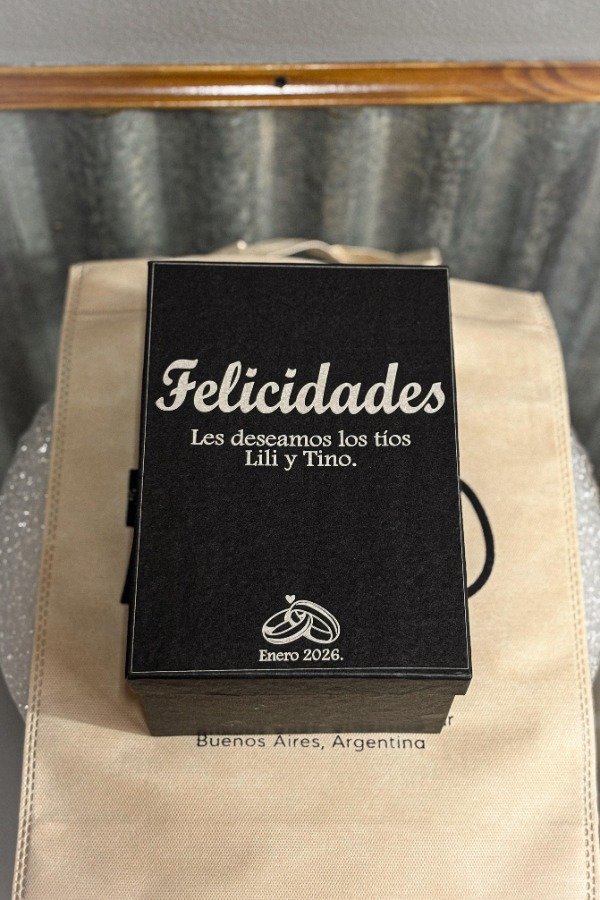 Felicidades
Les deseamos los tíos
Lili y Tino.
Enero 2026.
Buenos Aires, Argentina